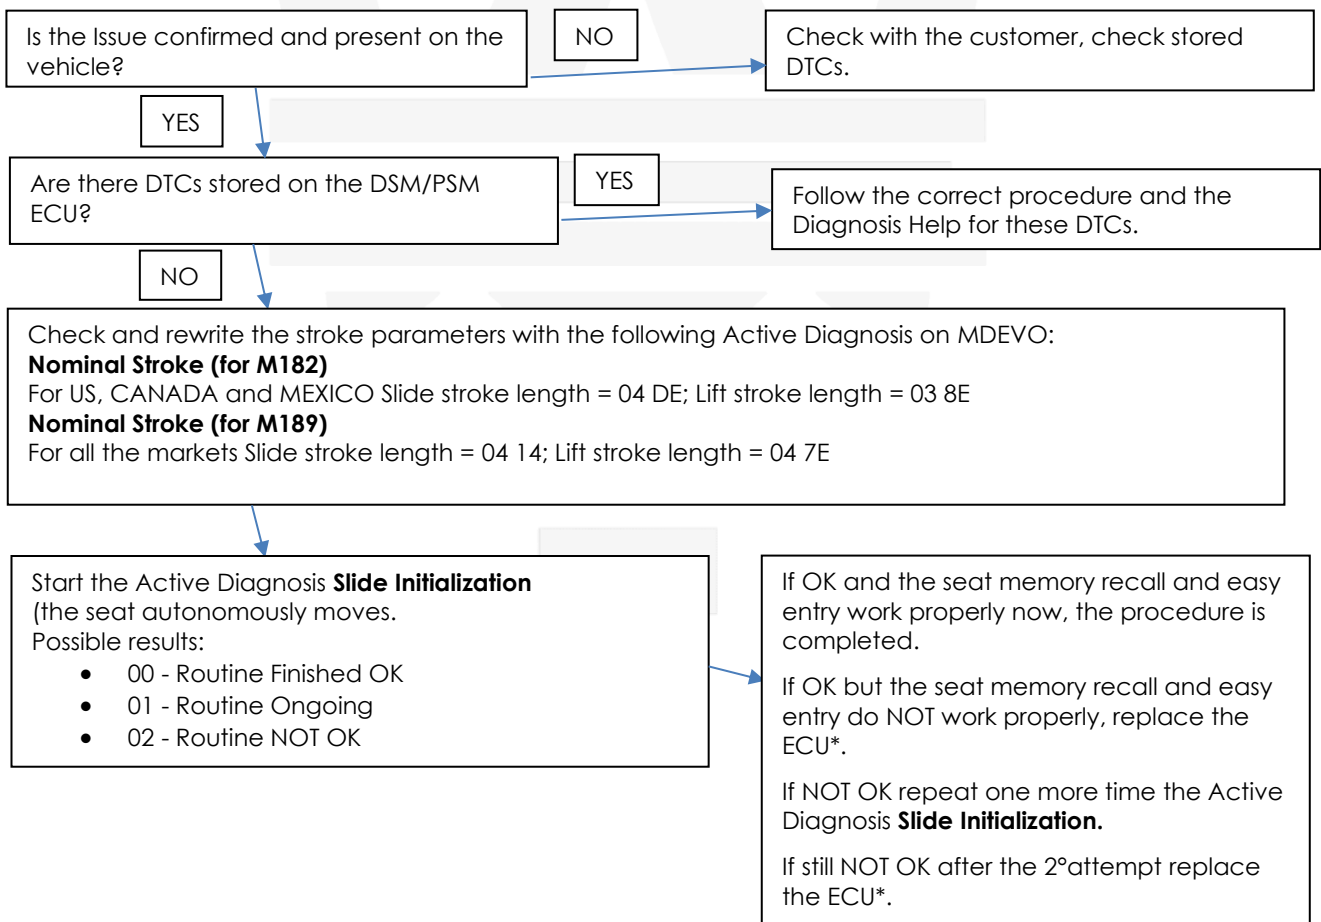 Is the Issue confirmed and present on the
vehicle?
NO
Check with the customer, check stored
DTCs.
YES
Are there DTCs stored on the DSM/PSM
ECU?
YES
Follow the correct procedure and the
Diagnosis Help for these DTCs.
NO
Check and rewrite the stroke parameters with the following Active Diagnosis on MDEVO:
Nominal Stroke (for M182)
For US, CANADA and MEXICO Slide stroke length = 04 DE; Lift stroke length = 03 8E
Nominal Stroke (for M189)
For all the markets Slide stroke length = 04 14; Lift stroke length = 04 7E
Start the Active Diagnosis Slide Initialization
(the seat autonomously moves.
Possible results:
• 00 - Routine Finished OK
• 01 - Routine Ongoing
• 02 - Routine NOT OK
If OK and the seat memory recall and easy
entry work properly now, the procedure is
completed.
If OK but the seat memory recall and easy
entry do NOT work properly, replace the
ECU*.
If NOT OK repeat one more time the Active
Diagnosis Slide Initialization.
If still NOT OK after the 2°attempt replace
the ECU*.